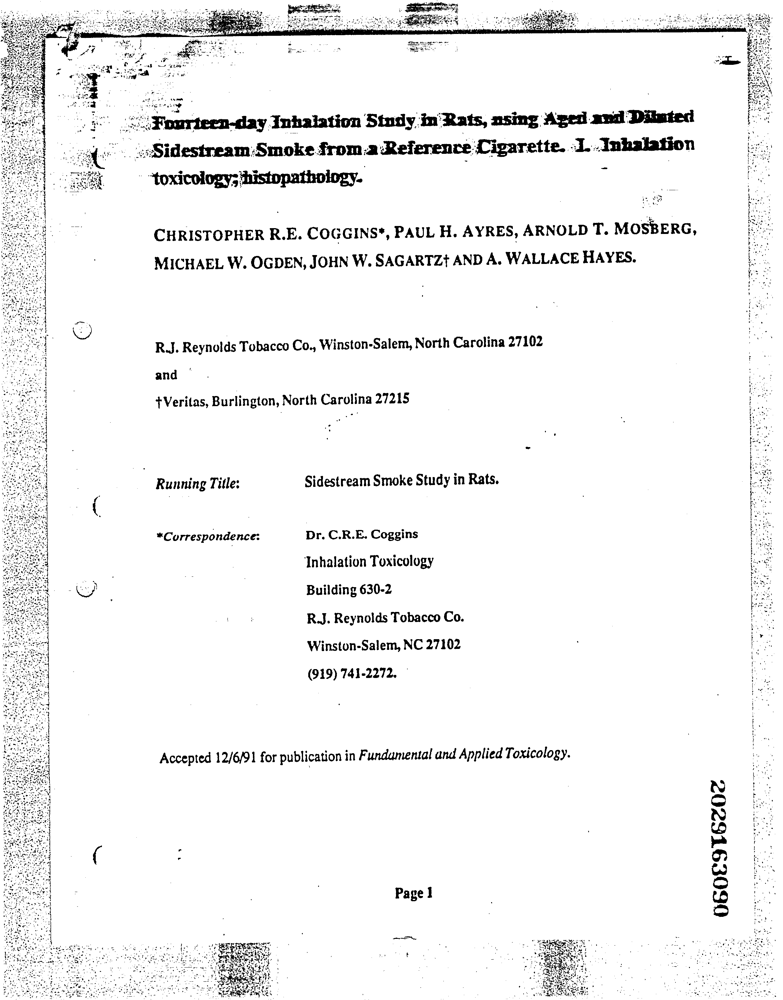 Fourteen-day Inhalation Study in Rats, using Aged and Diluted
Sidestream Smoke from a Reference Cigarette. I. Inhalation
toxicology; histopathology.
CHRISTOPHER R.E. COGGINS*, PAUL H. AYRES, ARNOLD T. MOSBERG,
MICHAEL W. OGDEN, JOHN W. SAGARTZ† AND A. WALLACE HAYES.
R.J. Reynolds Tobacco Co., Winston-Salem, North Carolina 27102
and
†Veritas, Burlington, North Carolina 27215
Running Title: Sidestream Smoke Study in Rats.
*Correspondence: Dr. C.R.E. Coggins
Inhalation Toxicology
Building 630-2
R.J. Reynolds Tobacco Co.
Winston-Salem, NC 27102
(919) 741-2272.
Accepted 12/6/91 for publication in Fundamental and Applied Toxicology.
Page 1
2029163090